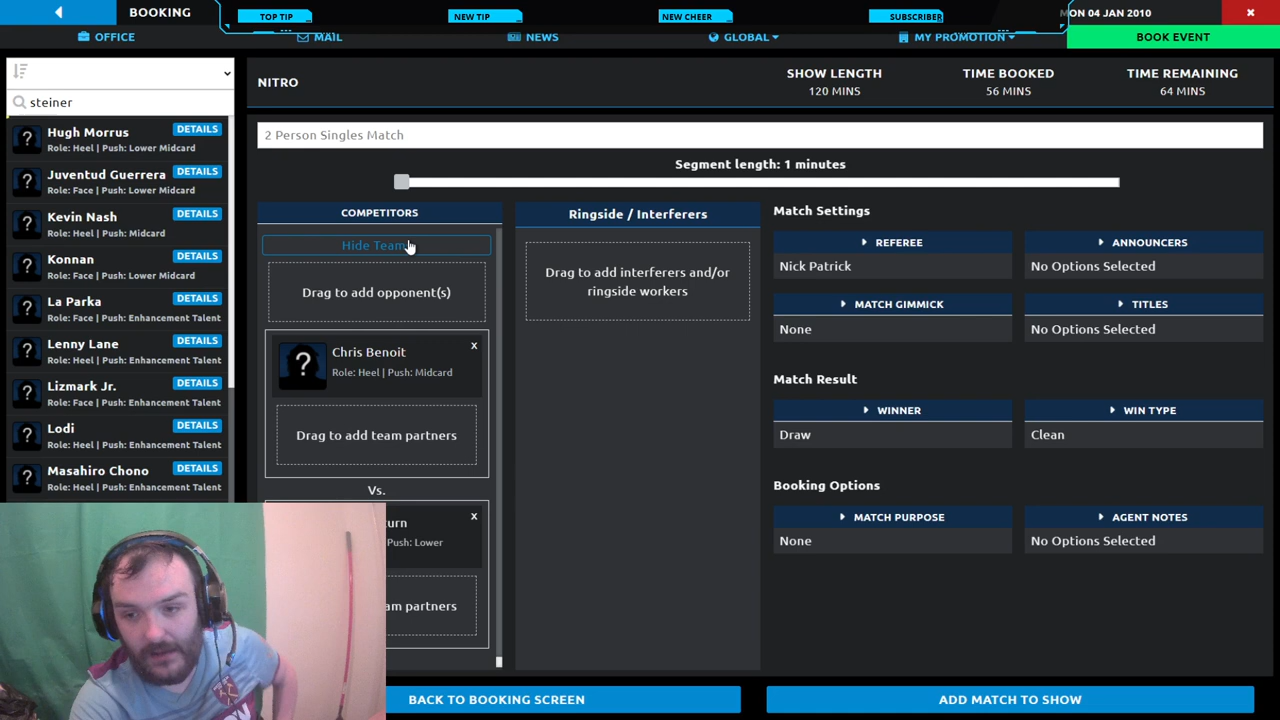 BOOKING
TOP TIP
NEW TIP
NEW CHEER
SUBSCRIBER
MON 04 JAN 2010
OFFICE
MAIL
NEWS
GLOBAL
MY PROMOTION
BOOK EVENT
steiner
Hugh Morrus
DETAILS
Role: Heel | Push: Lower Midcard
Juventud Guerrera
DETAILS
Role: Face | Push: Lower Midcard
Kevin Nash
DETAILS
Role: Heel | Push: Midcard
Konnan
DETAILS
Role: Face | Push: Lower Midcard
La Parka
DETAILS
Role: Face | Push: Enhancement Talent
Lenny Lane
DETAILS
Role: Heel | Push: Enhancement Talent
Lizmark Jr.
DETAILS
Role: Face | Push: Enhancement Talent
Lodi
DETAILS
Role: Heel | Push: Enhancement Talent
Masahiro Chono
DETAILS
Role: Heel | Push: Enhancement Talent
NITRO
SHOW LENGTH
120 MINS
TIME BOOKED
56 MINS
TIME REMAINING
64 MINS
2 Person Singles Match
Segment length: 1 minutes
COMPETITORS
Hide Team
Drag to add opponent(s)
Chris Benoit
x
Role: Heel | Push: Midcard
Drag to add team partners
Vs.
urn
x
Push: Lower
am partners
Ringside / Interferers
Drag to add interferers and/or
ringside workers
Match Settings
REFEREE
Nick Patrick
ANNOUNCERS
No Options Selected
MATCH GIMMICK
None
TITLES
No Options Selected
Match Result
WINNER
Draw
WIN TYPE
Clean
Booking Options
MATCH PURPOSE
None
AGENT NOTES
No Options Selected
BACK TO BOOKING SCREEN
ADD MATCH TO SHOW